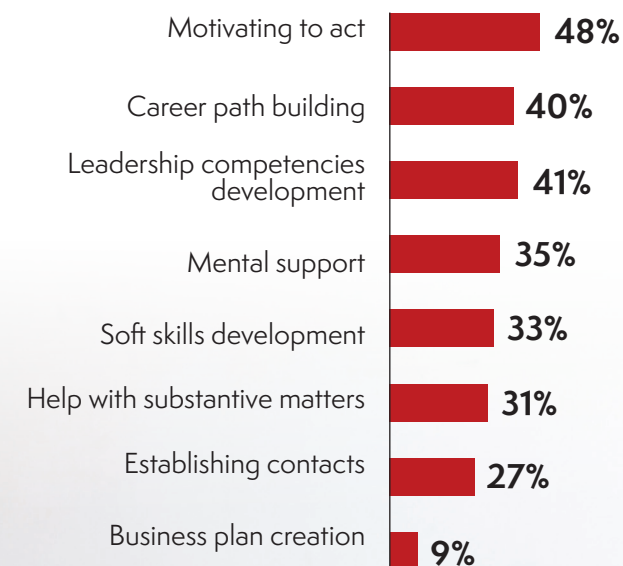 Motivating to act 48%
Career path building 40%
Leadership competencies
development 41%
Mental support 35%
Soft skills development 33%
Help with substantive matters 31%
Establishing contacts 27%
Business plan creation 9%